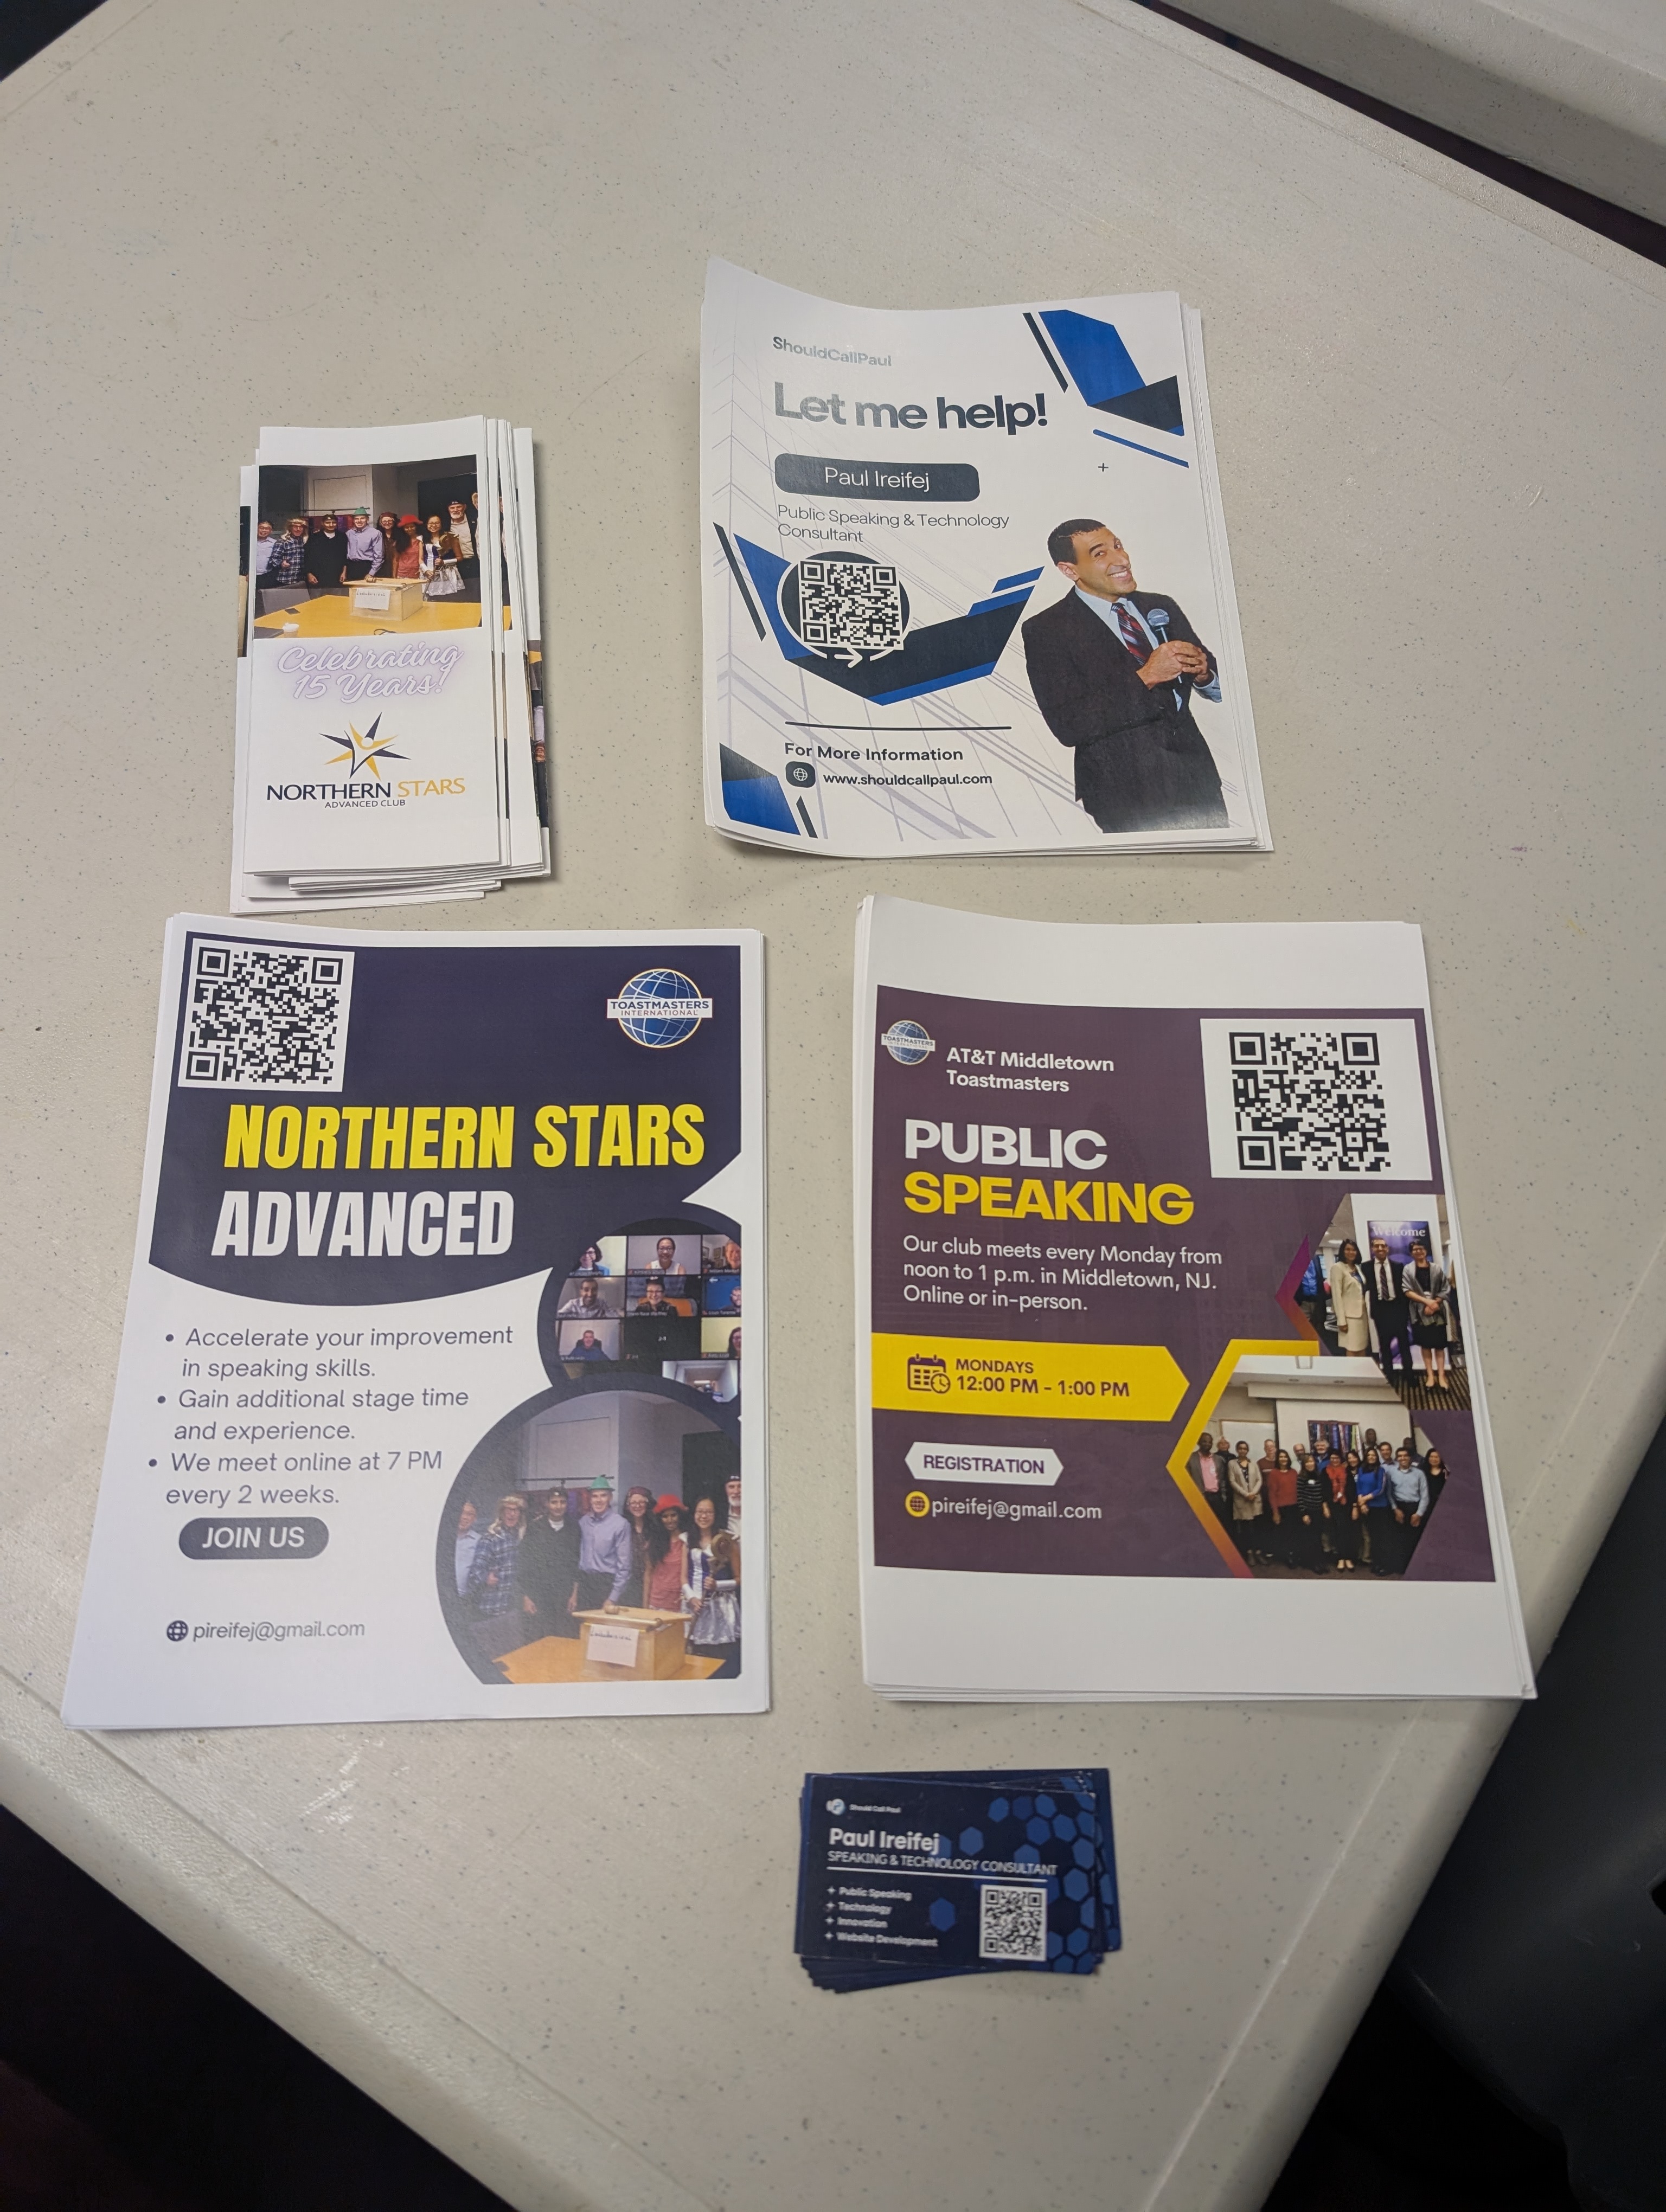 Celebrating
15 Years!
NORTHERN STARS
ADVANCED CLUB
ShouldCallPaul
Let me help!
Paul Ireifej
Public Speaking & Technology
Consultant
For More Information
www.shouldcallpaul.com
TOASTMASTERS
INTERNATIONAL
NORTHERN STARS
ADVANCED
• Accelerate your improvement
in speaking skills.
• Gain additional stage time
and experience.
• We meet online at 7 PM
every 2 weeks.
JOIN US
pireifej@gmail.com
TOASTMASTERS
AT&T Middletown
Toastmasters
PUBLIC
SPEAKING
Our club meets every Monday from
noon to 1 p.m. in Middletown, NJ.
Online or in-person.
MONDAYS
12:00 PM - 1:00 PM
REGISTRATION
pireifej@gmail.com
Welcome
Should Call Paul
Paul Ireifej
SPEAKING & TECHNOLOGY CONSULTANT
+ Public Speaking
+ Technology
+ Innovation
+ Website Development